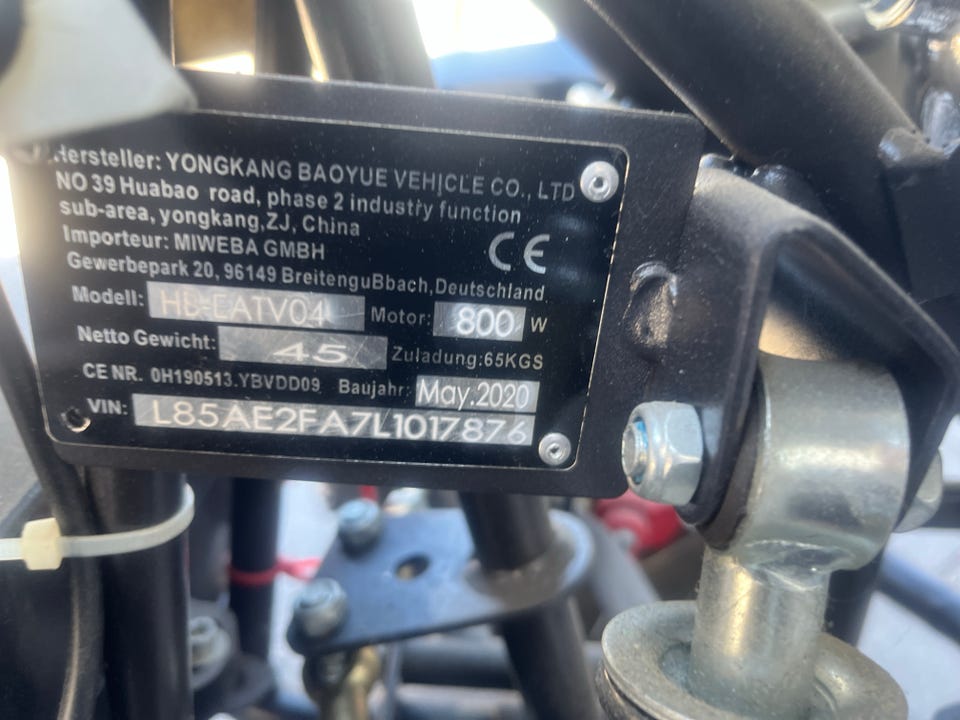 Hersteller: YONGKANG BAOYUE VEHICLE CO., LTD
NO 39 Huabao road, phase 2 industry function
sub-area, yongkang,ZJ, China
Importeur: MIWEBA GMBH
Gewerbepark 20, 96149 BreitenguBbach,Deutschland
CE
Modell: HB-EATV04 Motor: 800 W
Netto Gewicht: 45 Zuladung:65KGS
CE NR. 0H190513.YBVDD09 Baujahr: May.2020
VIN: L85AE2FA7L1017876